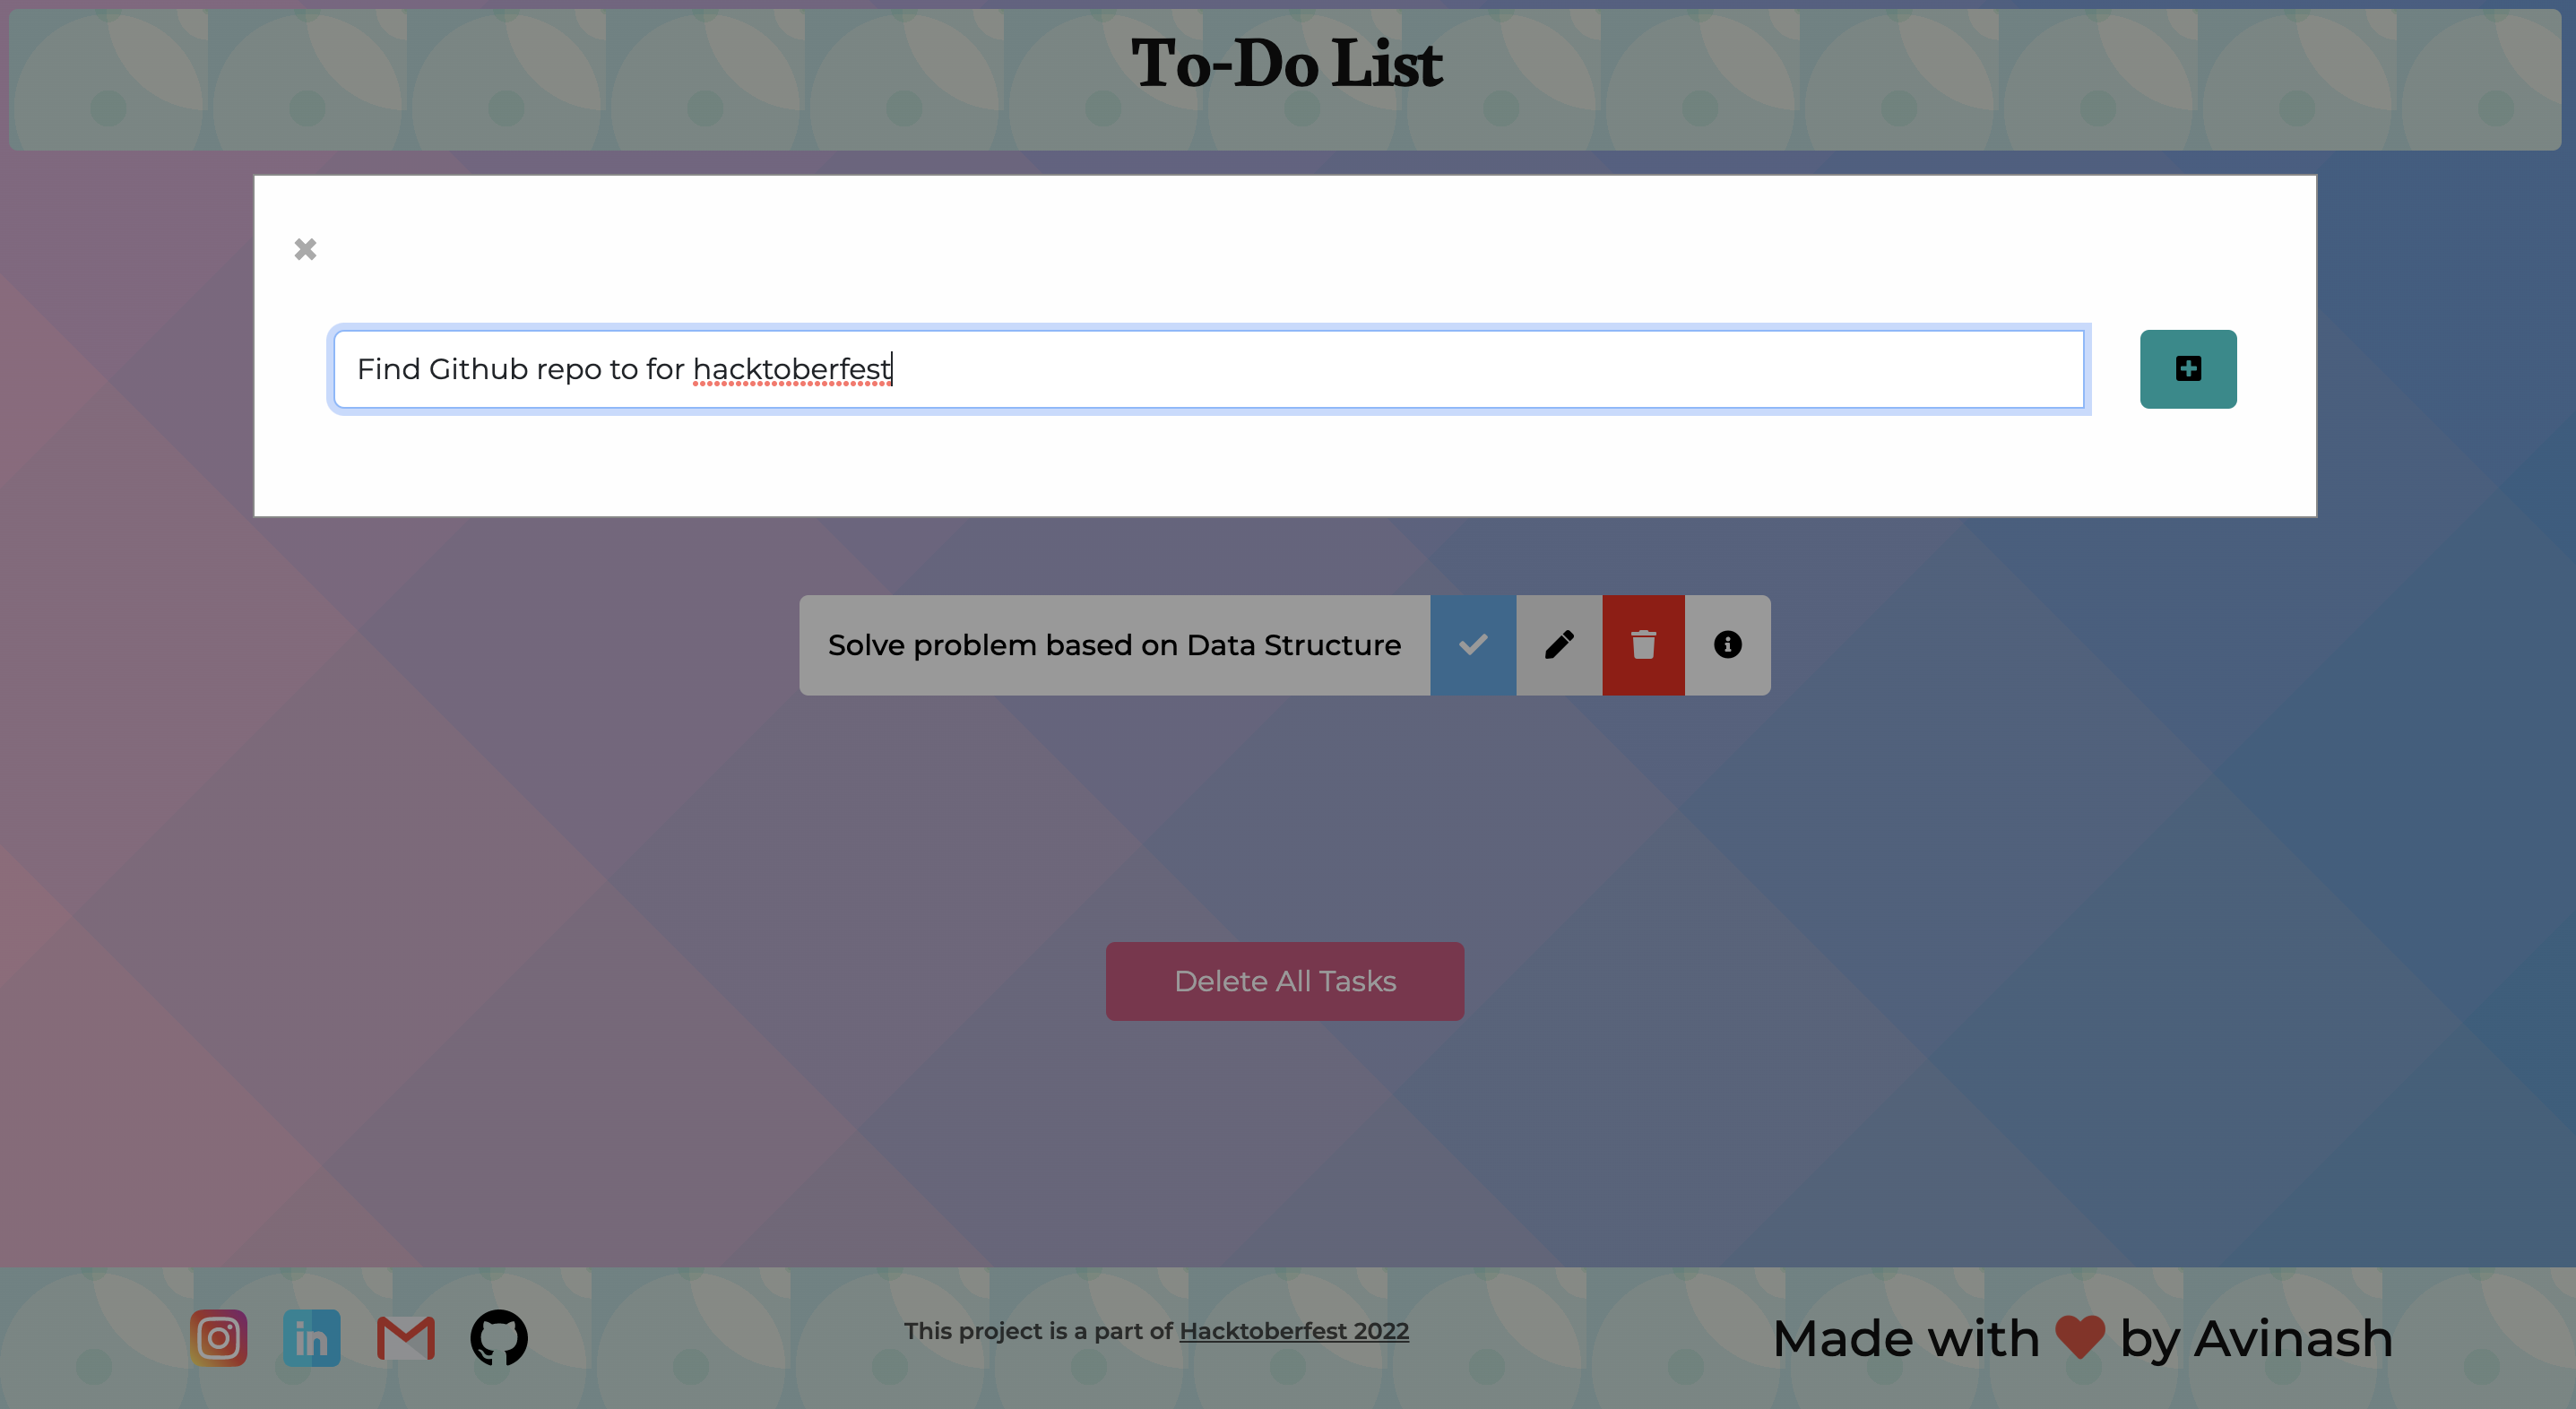 To-Do List
Find Github repo to for hacktoberfest
Solve problem based on Data Structure
Delete All Tasks
in
This project is a part of Hacktoberfest 2022
Made with by Avinash